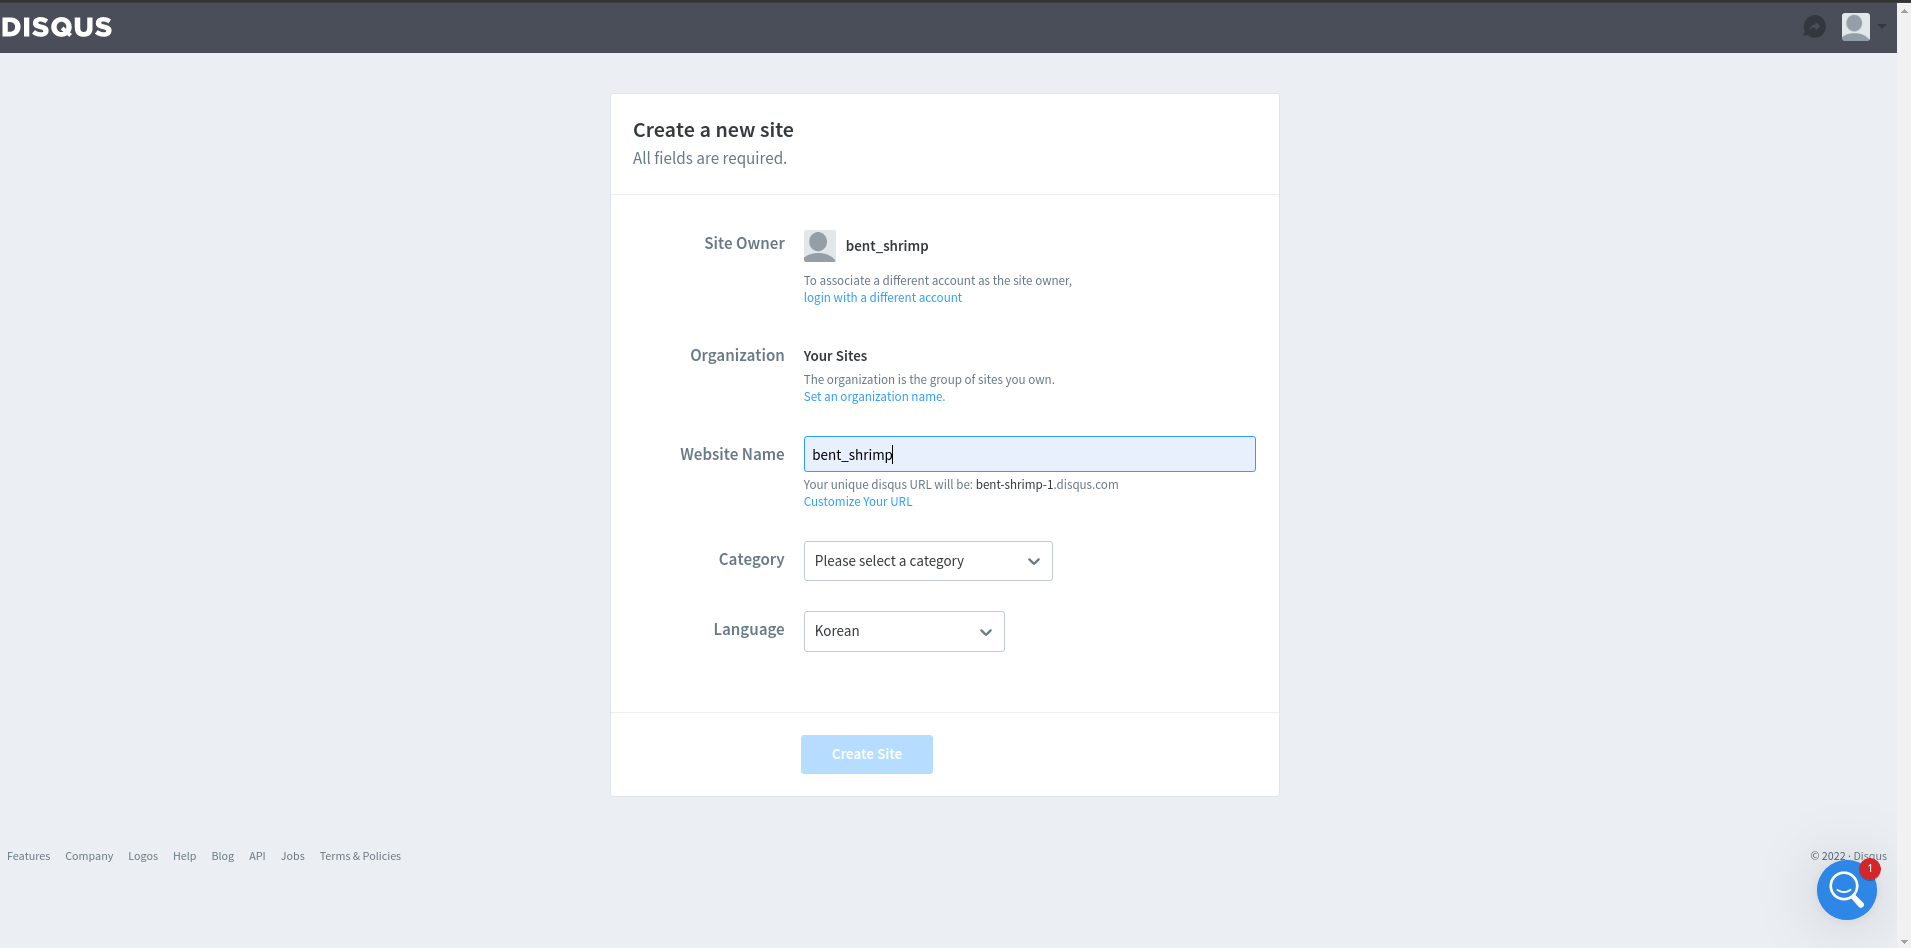 DISQUS
Create a new site
All fields are required.
Site Owner
bent_shrimp
To associate a different account as the site owner,
login with a different account
Organization
Your Sites
The organization is the group of sites you own.
Set an organization name.
Website Name
bent_shrimp
Your unique disqus URL will be: bent-shrimp-1.disqus.com
Customize Your URL
Category
Please select a category
Language
Korean
Create Site
Features Company Logos Help Blog API Jobs Terms & Policies
© 2022 · Disqus
1